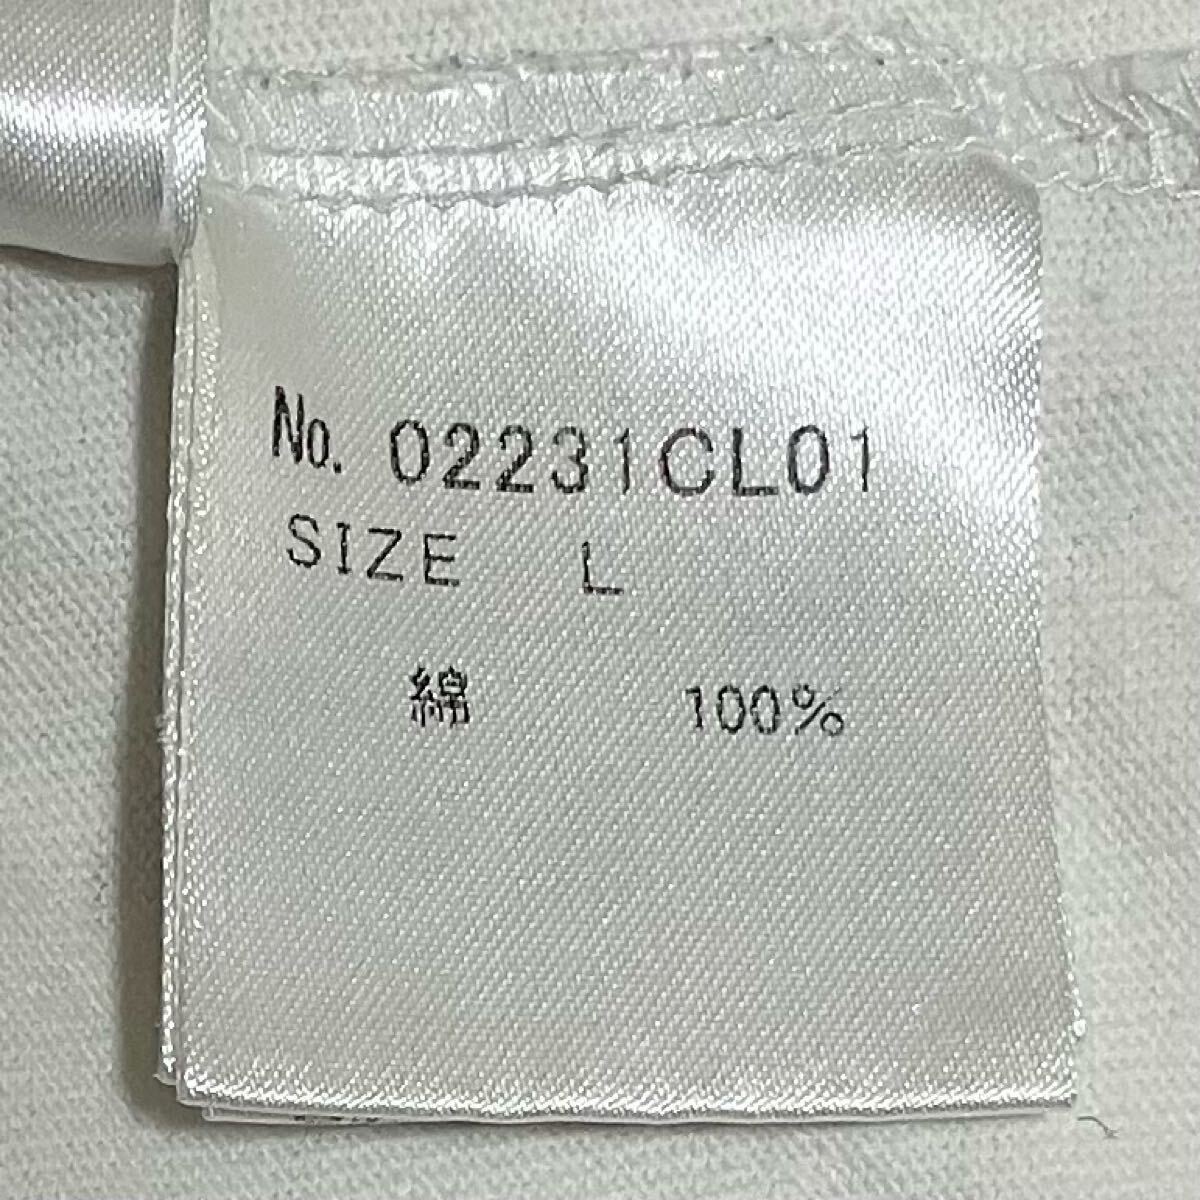 No. 02231CL01
SIZE L
綿 100%